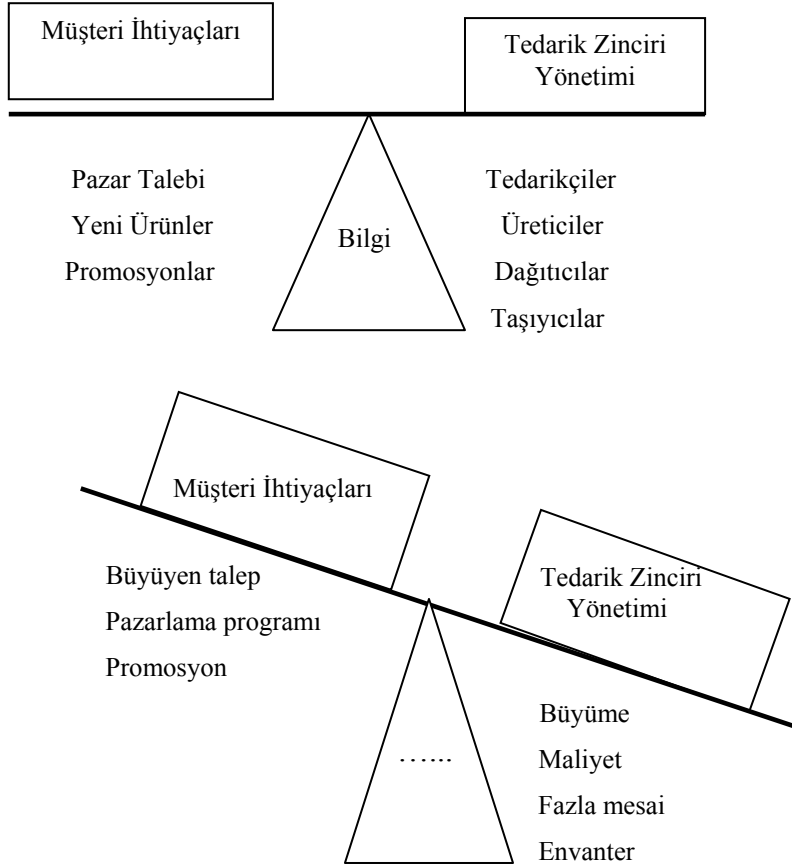 Müşteri İhtiyaçları
Tedarik Zinciri
Yönetimi
Pazar Talebi
Yeni Ürünler
Promosyonlar
Bilgi
Tedarikçiler
Üreticiler
Dağıtıcılar
Taşıyıcılar
Müşteri İhtiyaçları
Tedarik Zinciri
Yönetimi
Büyüyen talep
Pazarlama programı
Promosyon
…...
Büyüme
Maliyet
Fazla mesai
Envanter